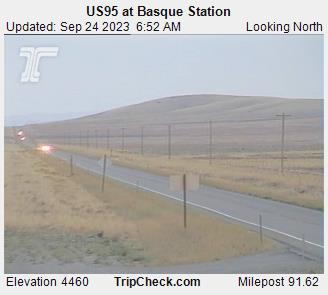 US95 at Basque Station
Updated: Sep 24 2023 6:52 AM Looking North
Elevation 4460 TripCheck.com Milepost 91.62